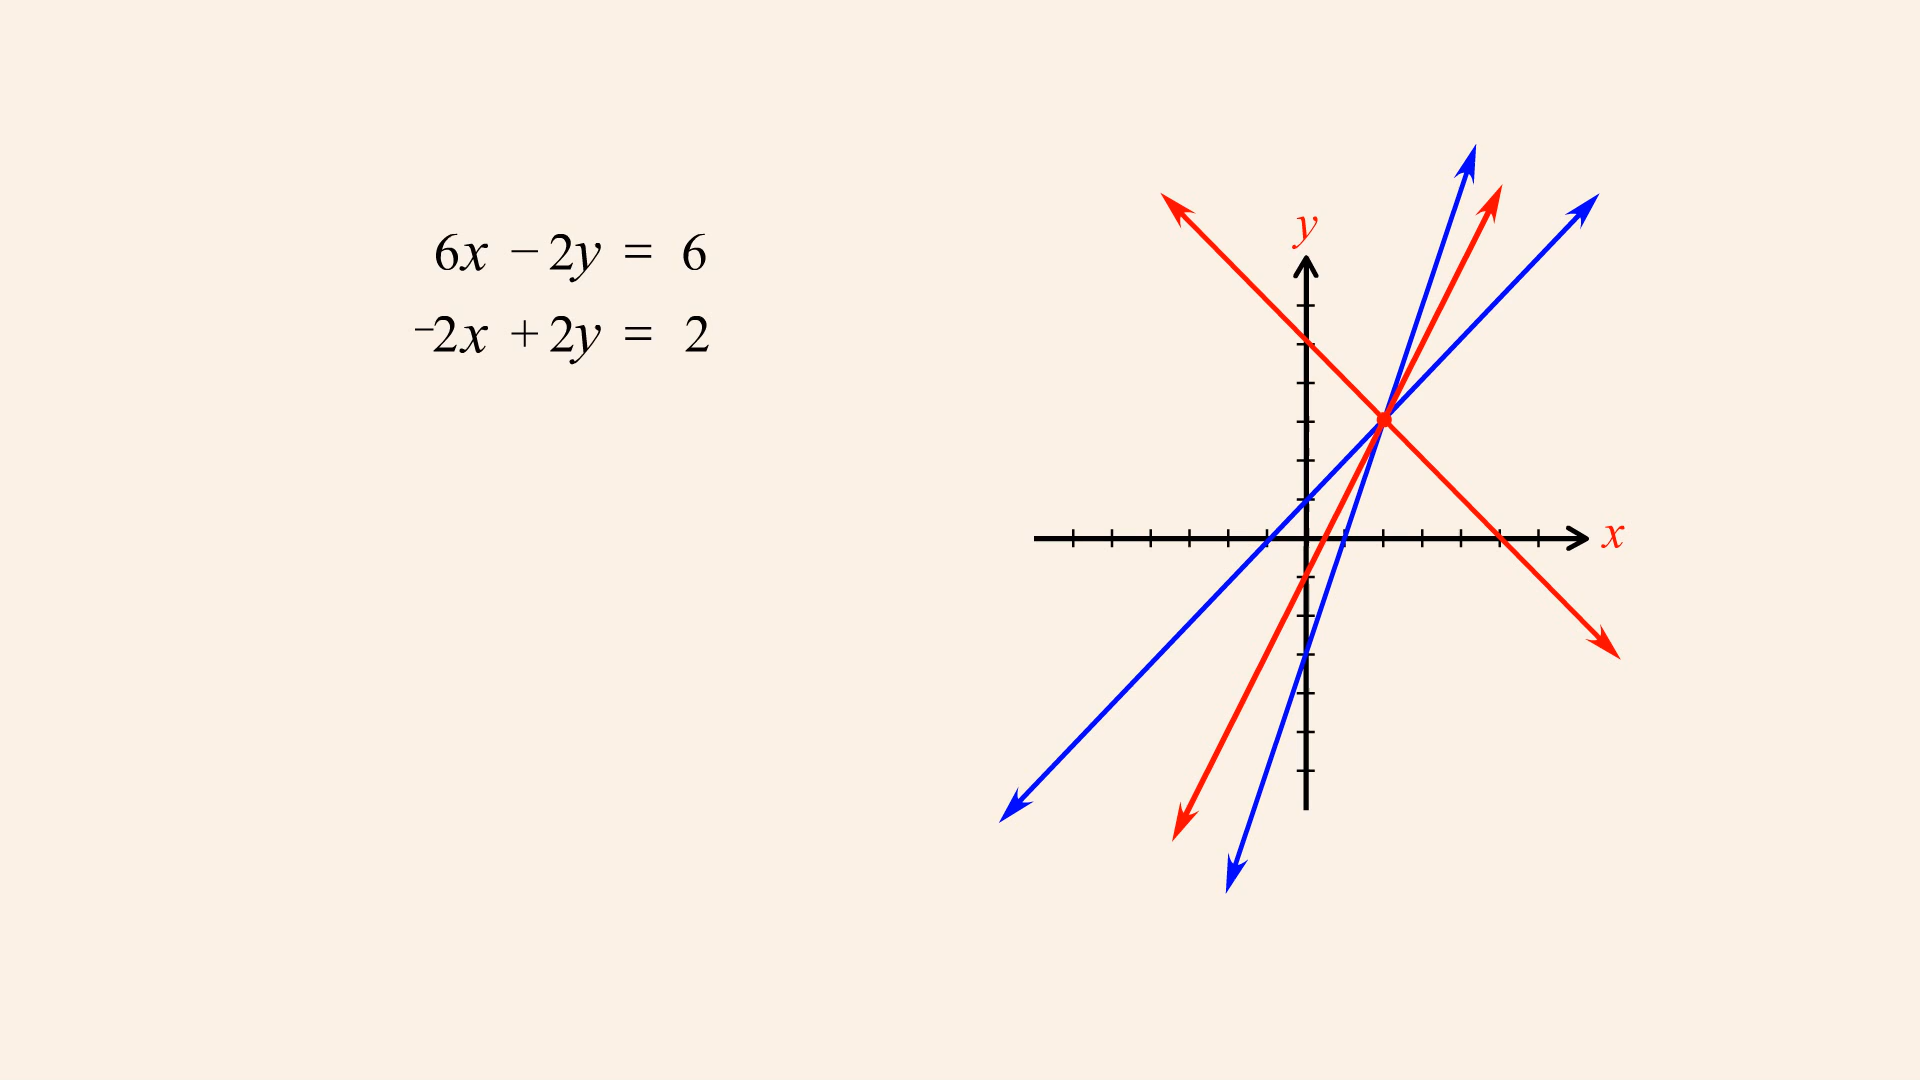 6x − 2y = 6
−2x + 2y = 2
y
x